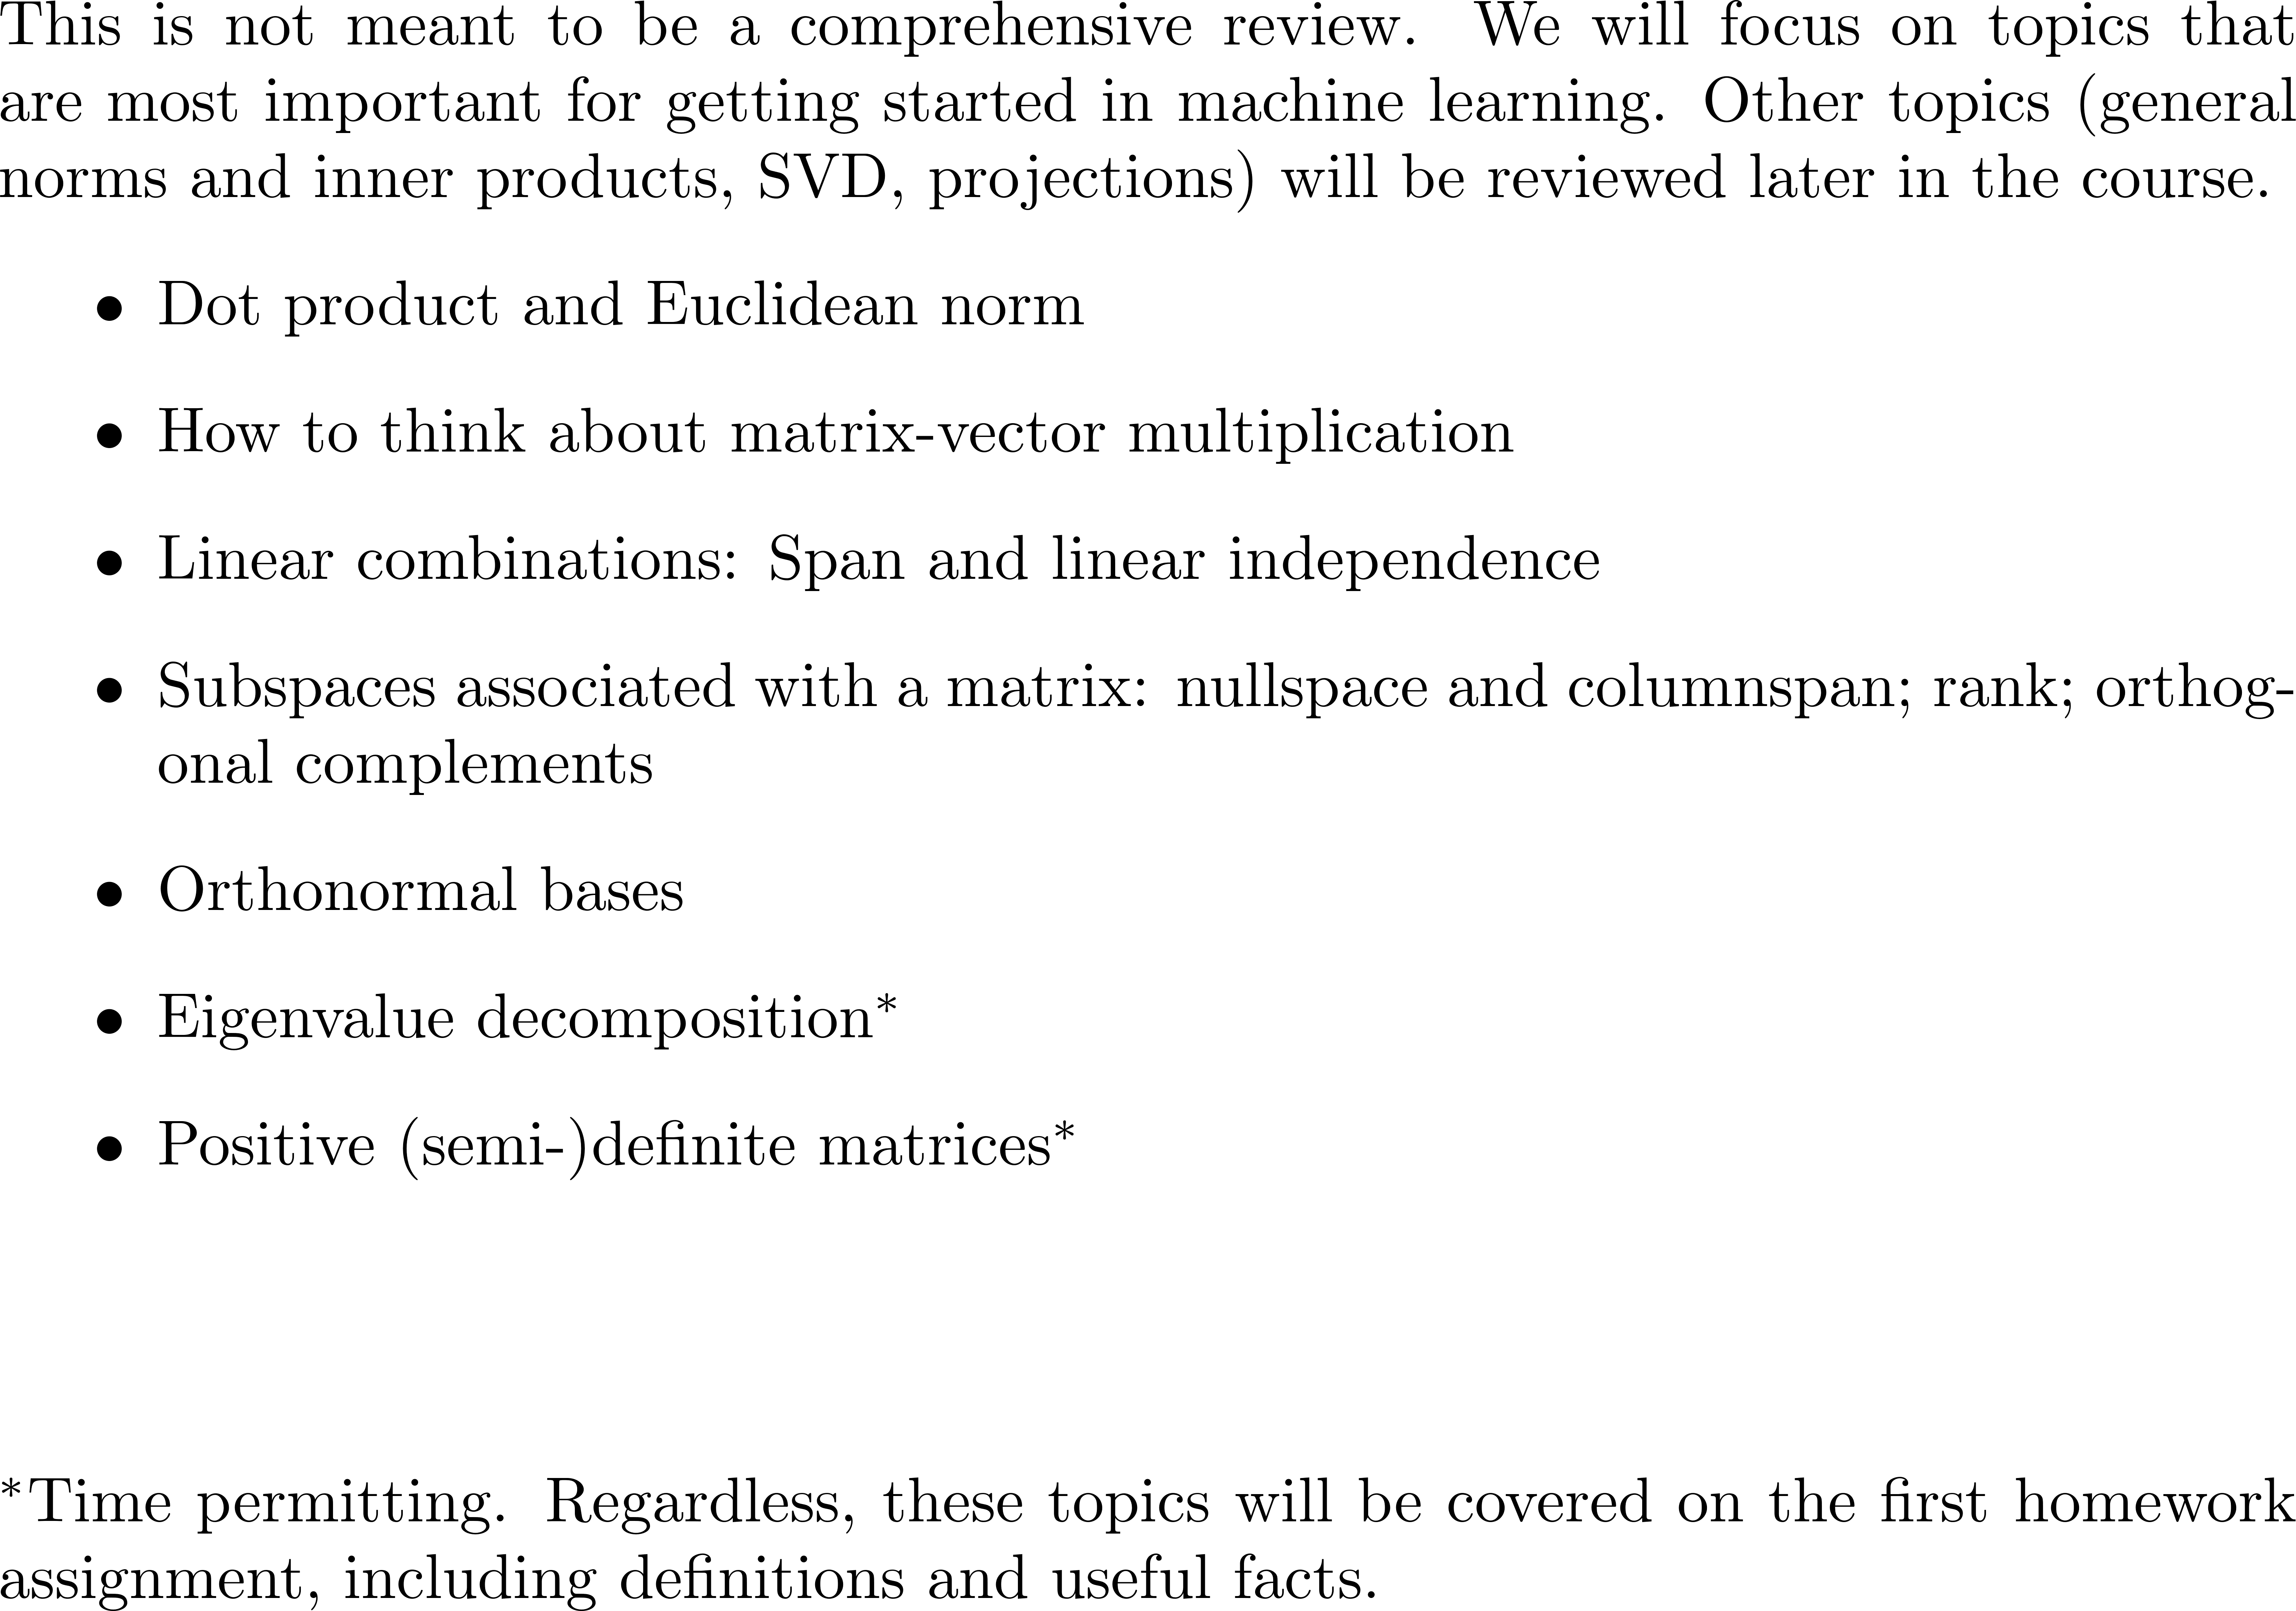 This is not meant to be a comprehensive review. We will focus on topics that
are most important for getting started in machine learning. Other topics (general
norms and inner products, SVD, projections) will be reviewed later in the course.
• Dot product and Euclidean norm
• How to think about matrix-vector multiplication
• Linear combinations: Span and linear independence
• Subspaces associated with a matrix: nullspace and columnspan; rank; orthog-
onal complements
• Orthonormal bases
• Eigenvalue decomposition*
• Positive (semi-)definite matrices*
*Time permitting. Regardless, these topics will be covered on the first homework
assignment, including definitions and useful facts.